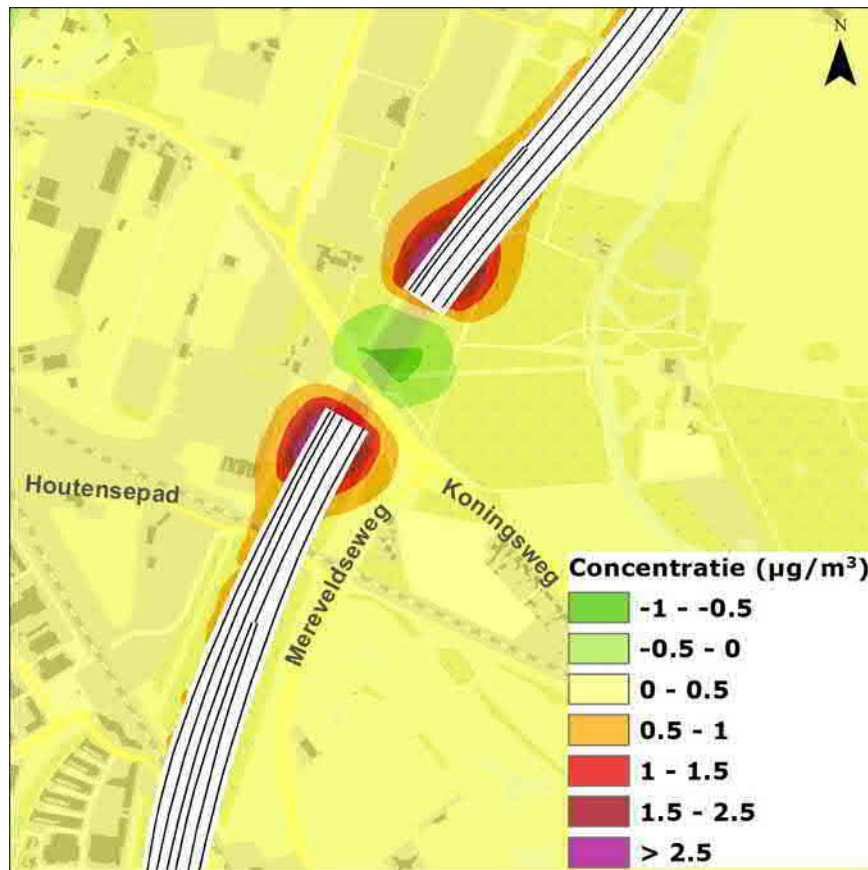 N
Houtensepad
Mereveldseweg
Koningsweg
Concentratie (µg/m³)
-1 - -0.5
-0.5 - 0
0 - 0.5
0.5 - 1
1 - 1.5
1.5 - 2.5
> 2.5